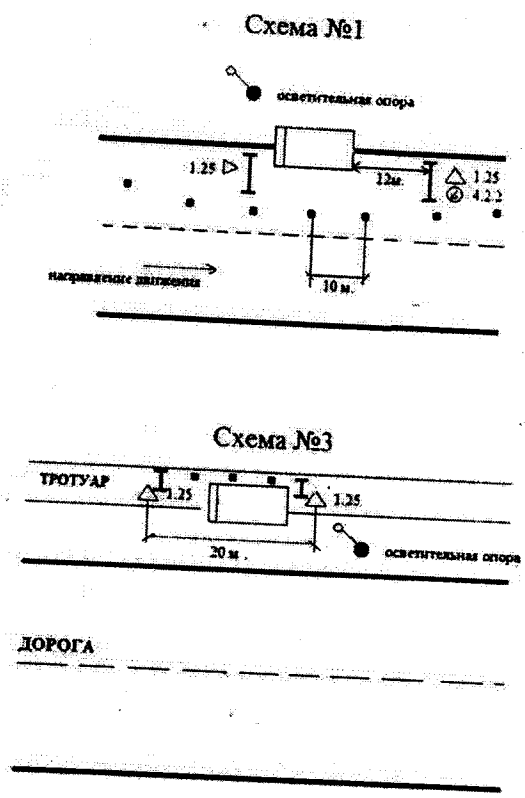 Схема №1
осветительная опора
1.25
12м.
1.25
4.2.2
направление движения
10 м.
Схема №3
ТРОТУАР
1.25
1.25
20 м .
осветительная опора
ДОРОГА